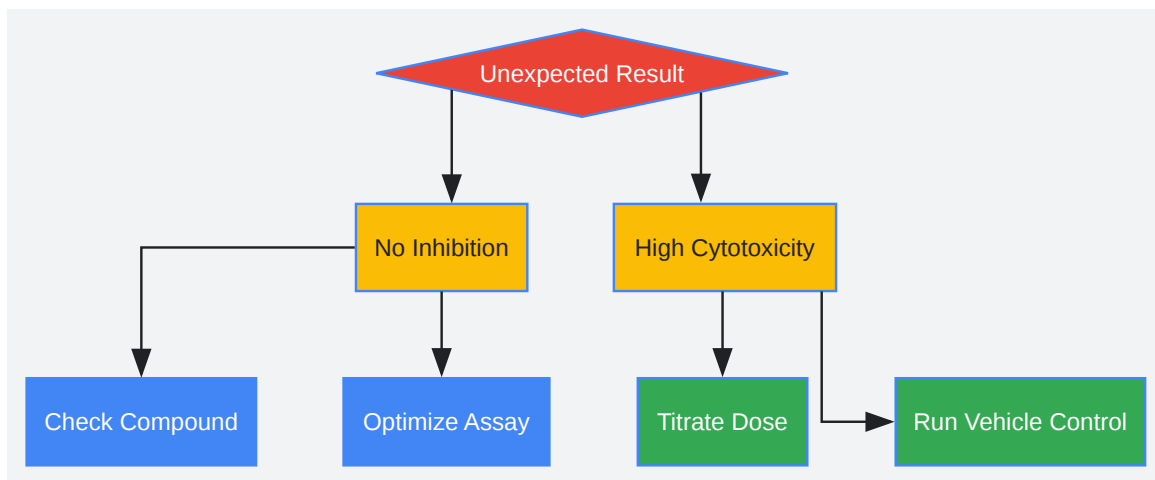 Unexpected Result
No Inhibition
High Cytotoxicity
Check Compound
Optimize Assay
Titrate Dose
Run Vehicle Control